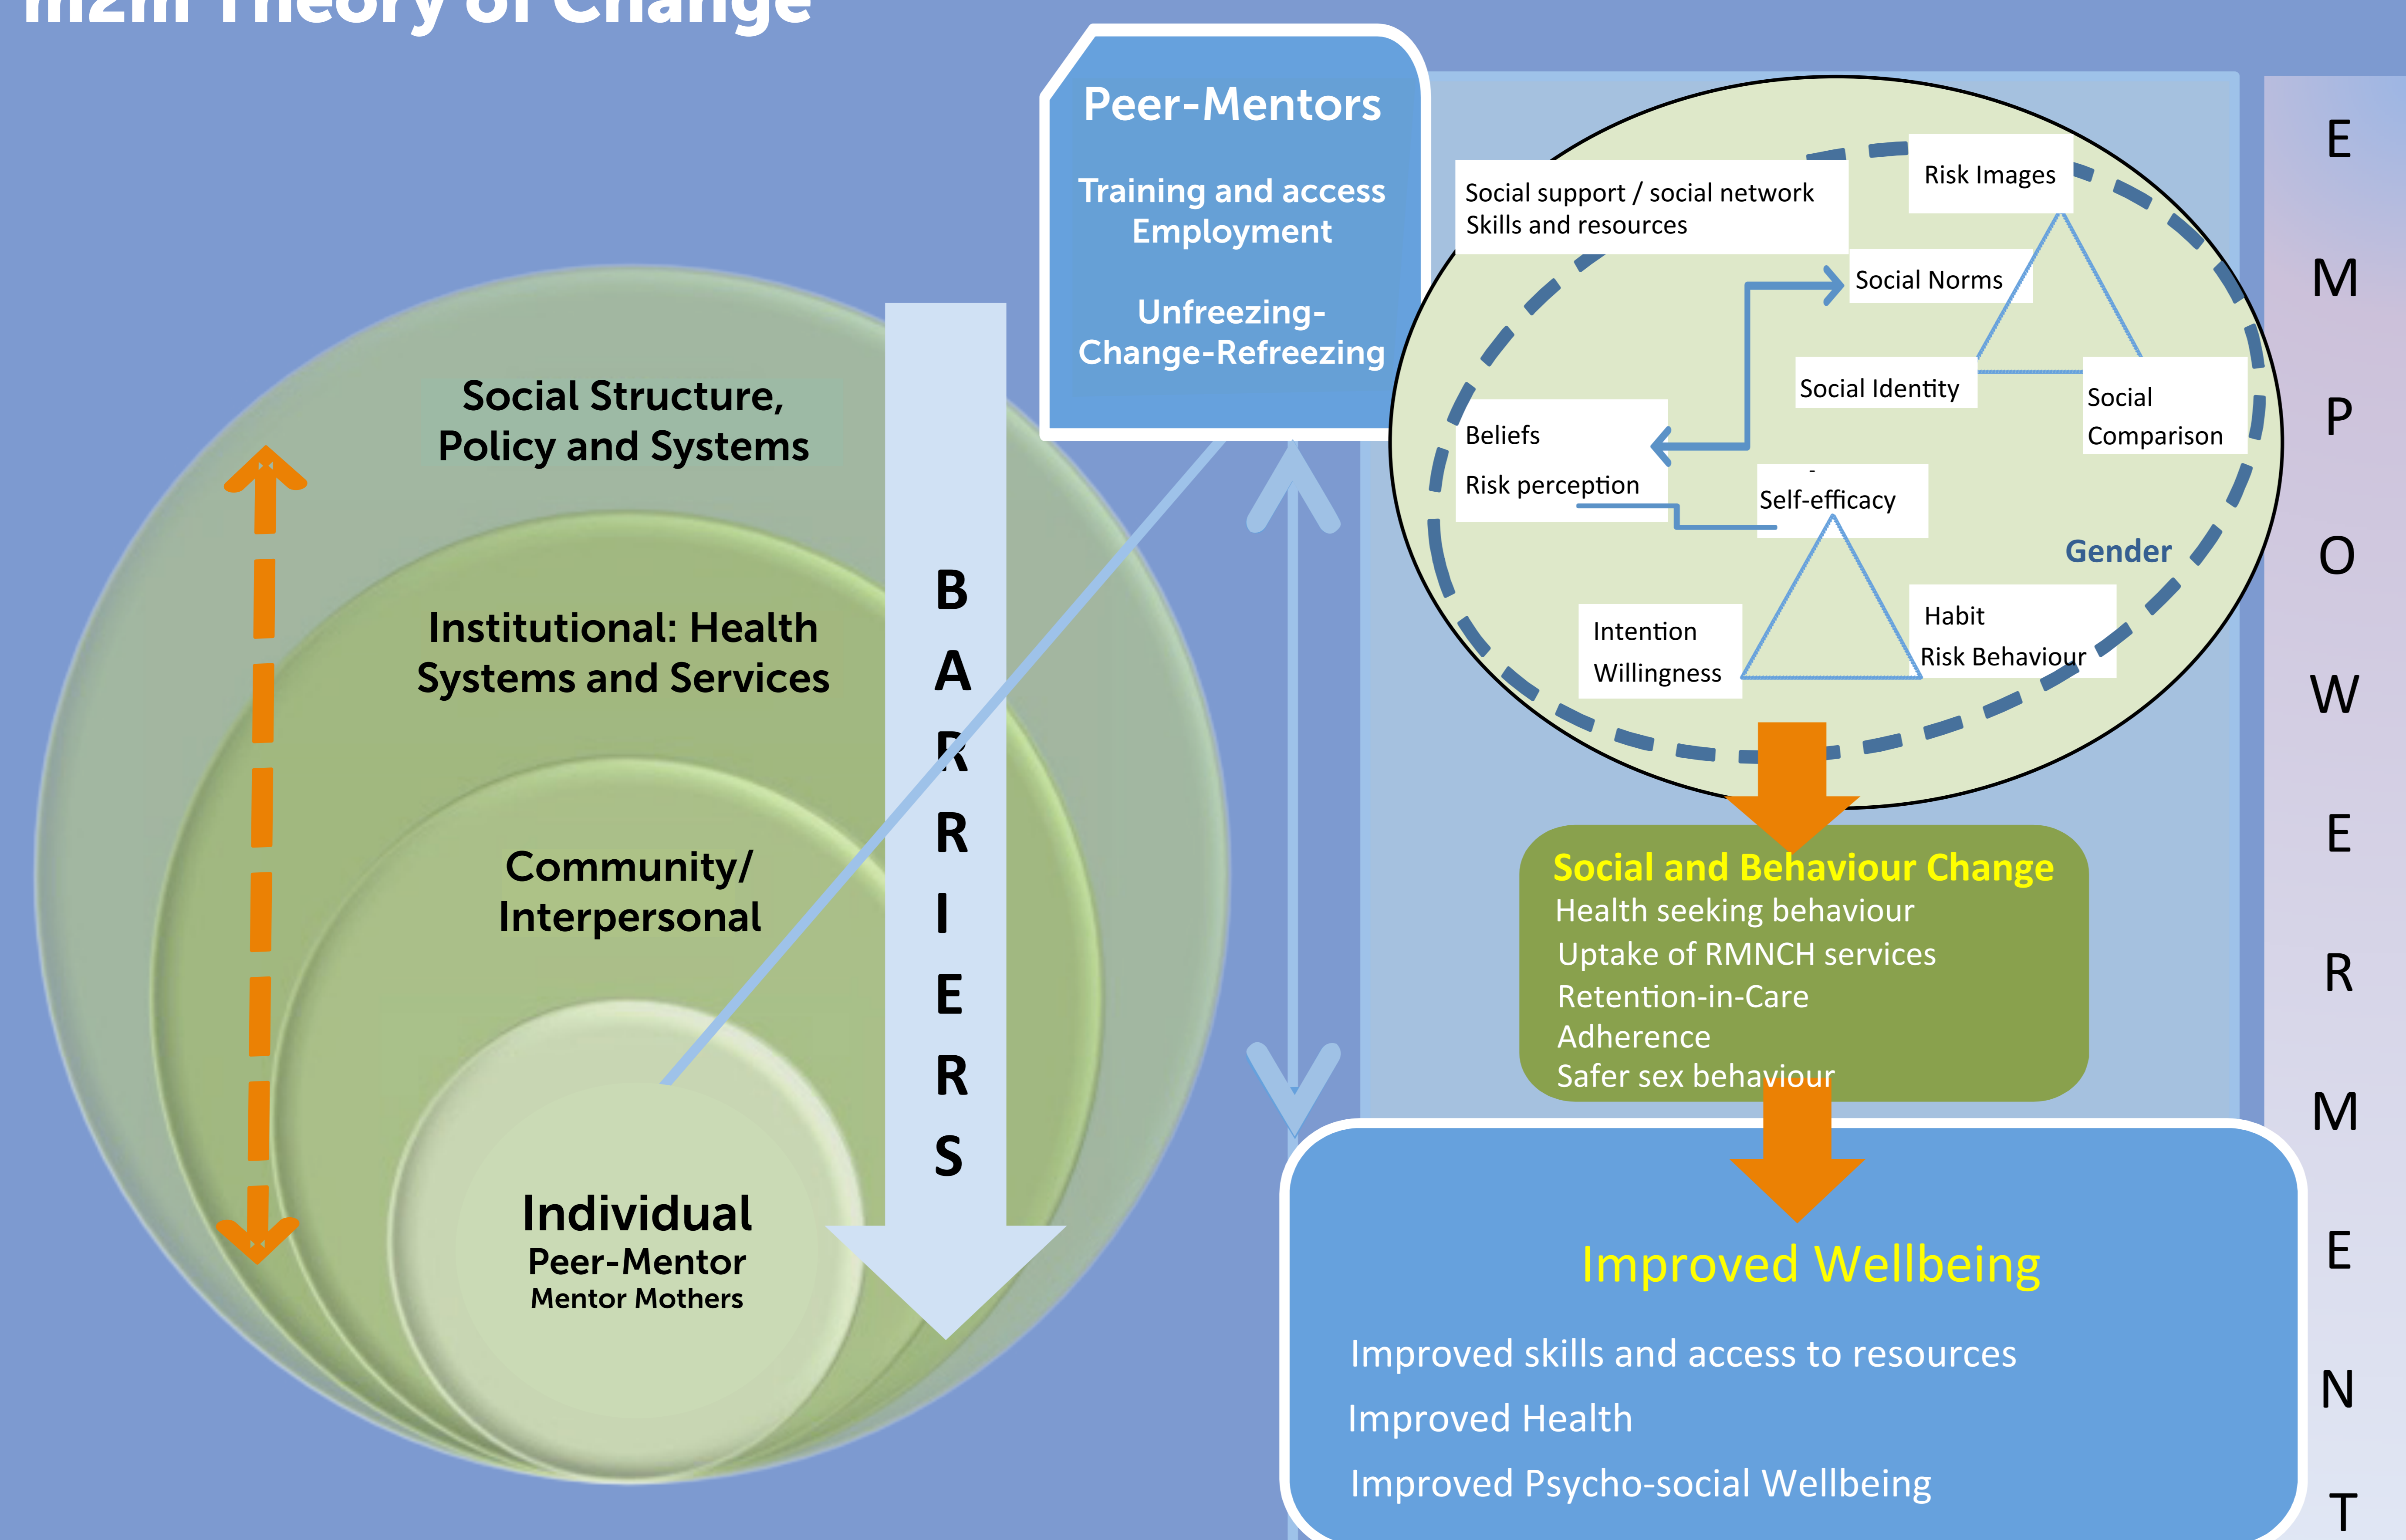 m2m Theory of Change
Peer-Mentors
Training and access
Employment
Unfreezing-
Change-Refreezing
Social Structure,
Policy and Systems
Institutional: Health
Systems and Services
Community/
Interpersonal
Individual
Peer-Mentor
Mentor Mothers
B
A
R
R
I
E
R
S
Social support / social network
Skills and resources
Risk Images
Social Norms
Social Identity
Social
Comparison
Beliefs
Risk perception
-
Self-efficacy
Gender
Intention
Willingness
Habit
Risk Behaviour
Social and Behaviour Change
Health seeking behaviour
Uptake of RMNCH services
Retention-in-Care
Adherence
Safer sex behaviour
Improved Wellbeing
Improved skills and access to resources
Improved Health
Improved Psycho-social Wellbeing
E
M
P
O
W
E
R
M
E
N
T